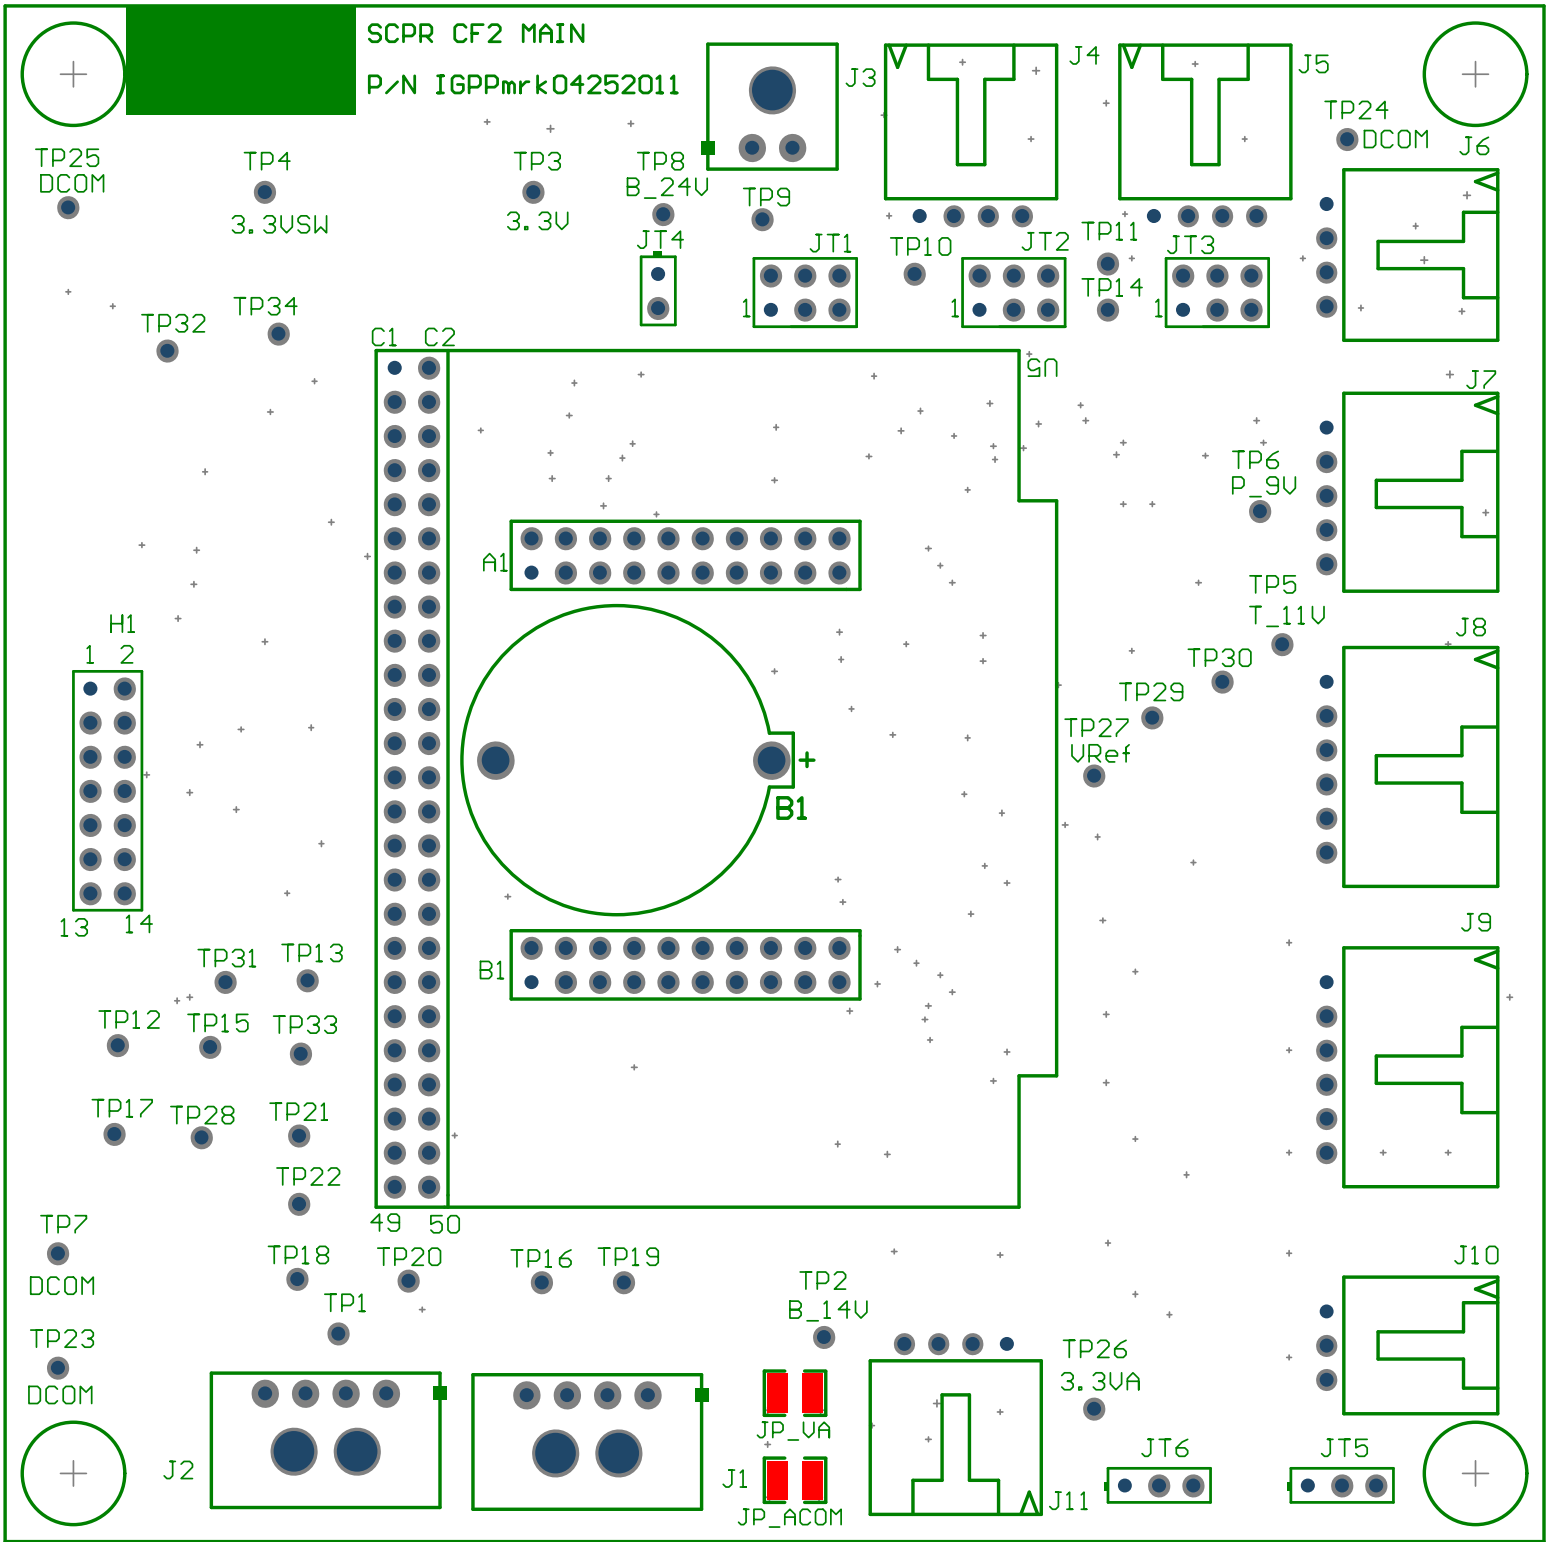 SCPR CF2 MAIN
P/N IGPPmrk04252011
J3
J4
J5
TP24
DCOM
J6
TP25
DCOM
TP4
3.3VSW
TP3
3.3V
TP8
B_24V
TP9
JT4
JT1
TP10
JT2
TP11
JT3
TP14
1
1
1
TP32
TP34
C1
C2
U5
J7
TP6
P_9V
A1
TP5
T_11V
J8
H1
1 2
TP30
TP29
TP27
VRef
+
B1
13
14
J9
TP31
TP13
B1
TP12
TP15
TP33
TP17
TP28
TP21
TP22
49
50
TP7
DCOM
TP18
TP20
TP16
TP19
J10
TP1
TP2
B_14V
TP23
DCOM
TP26
3.3VA
JP_VA
J2
J1
JP_ACOM
J11
JT6
JT5